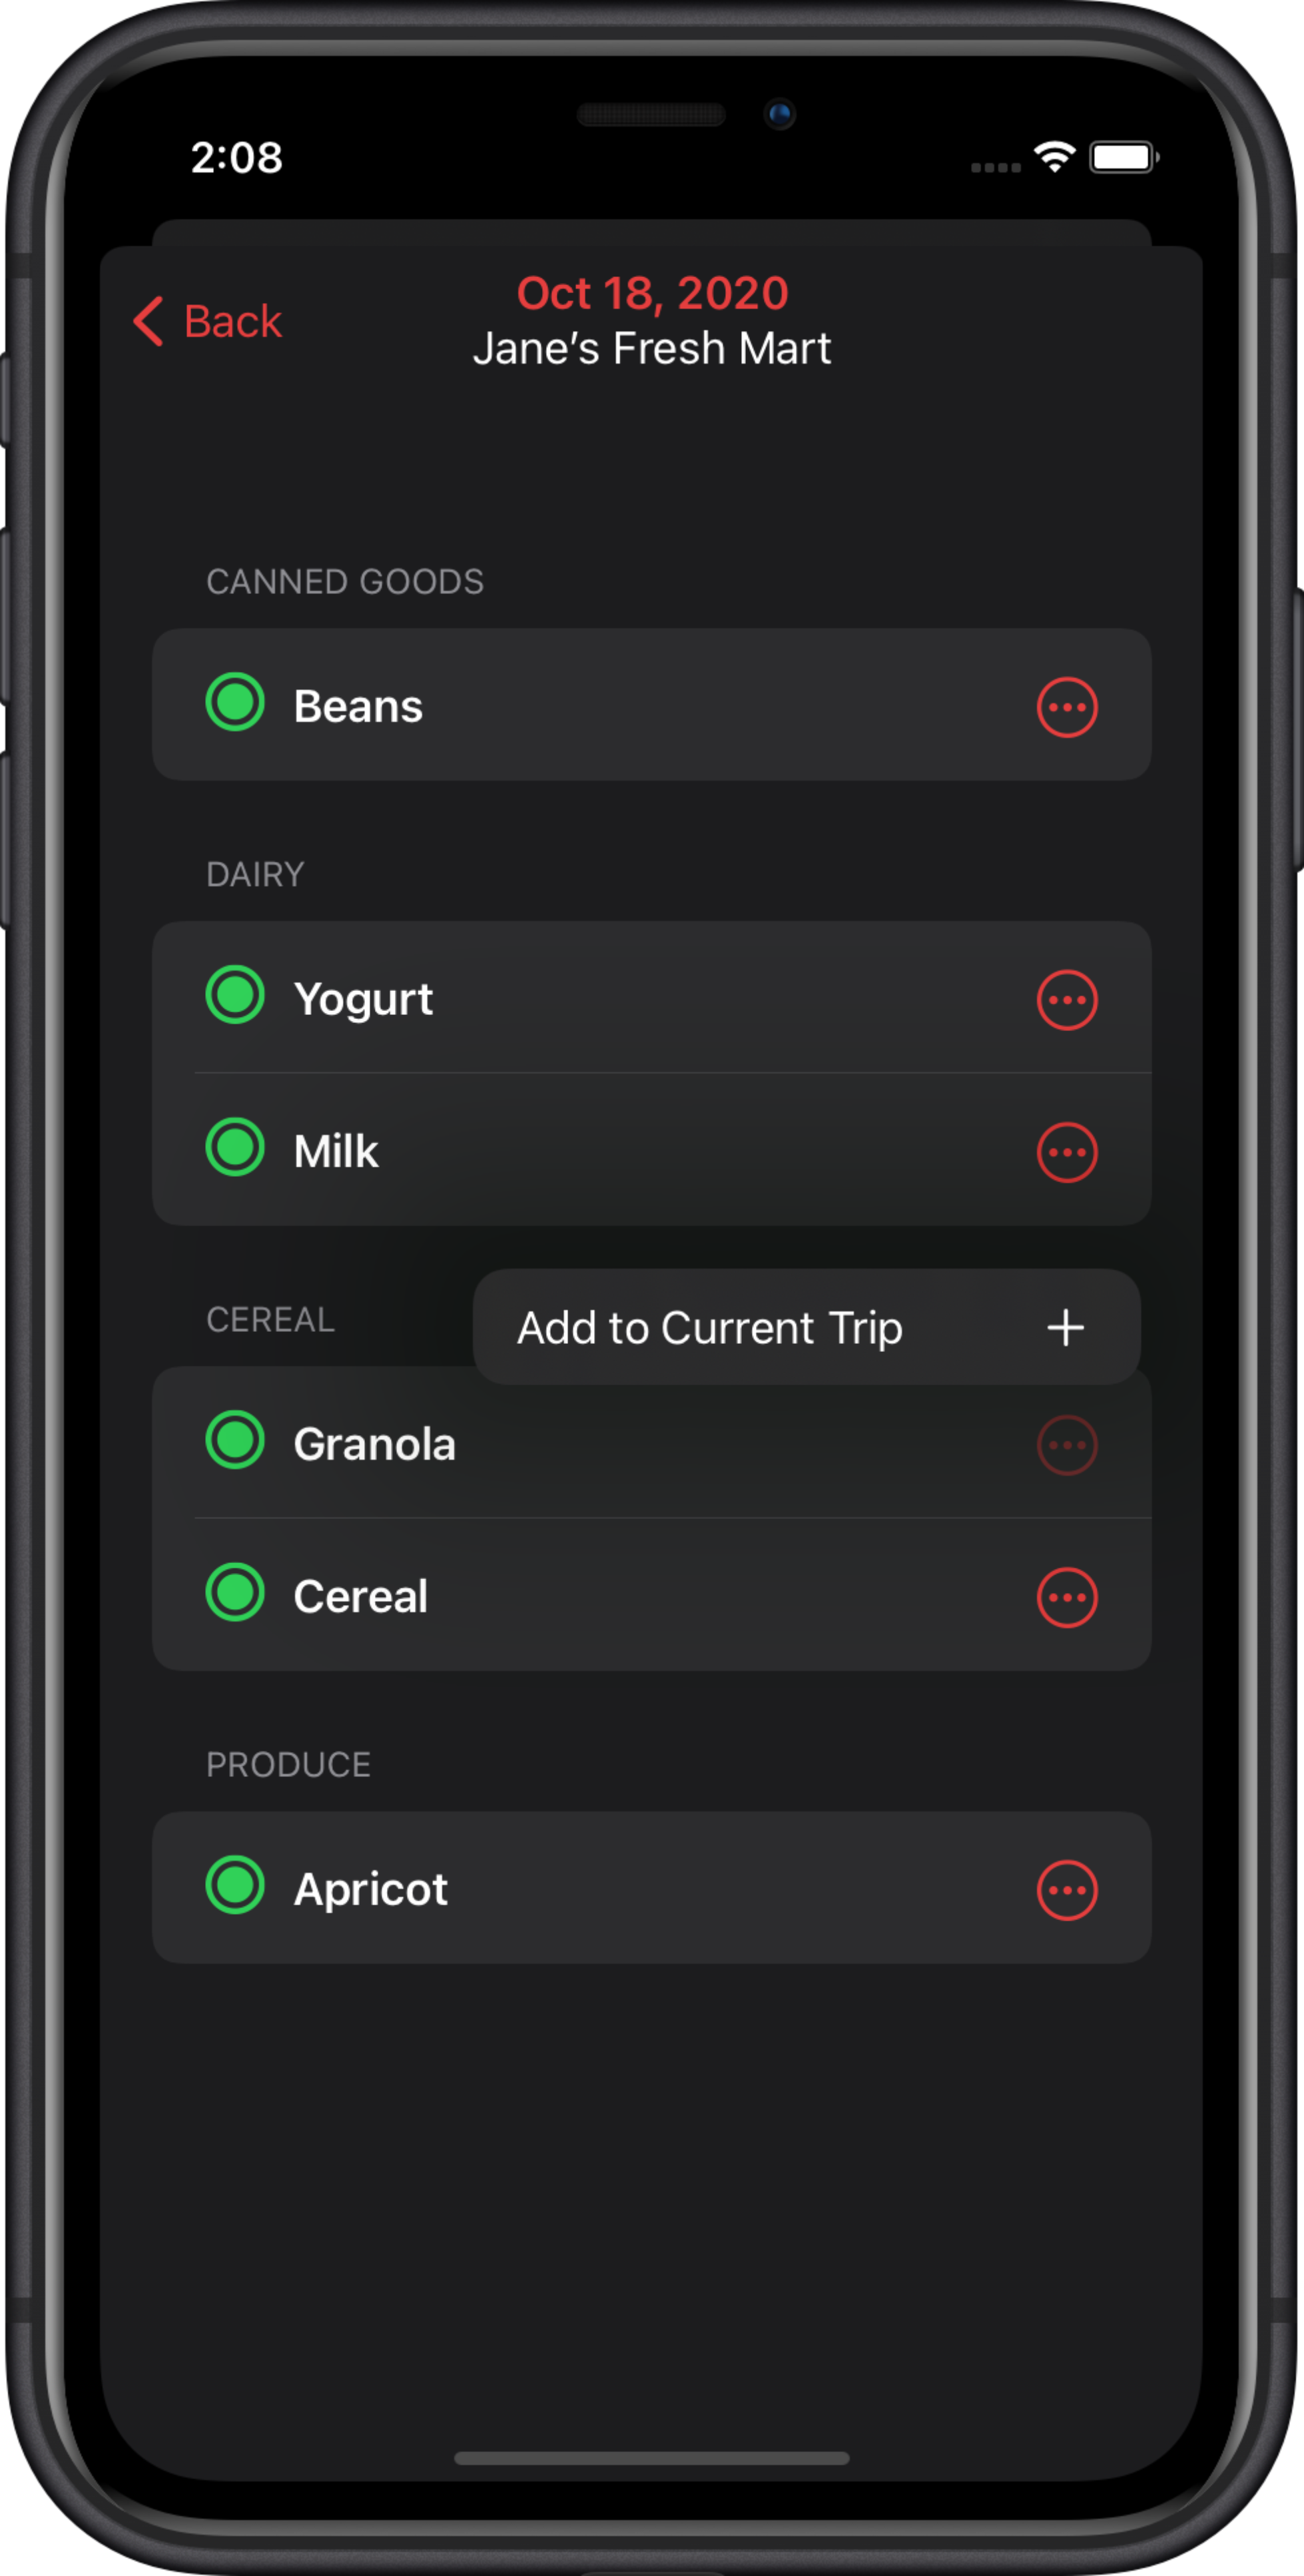 2:08
Back
Oct 18, 2020
Jane's Fresh Mart
CANNED GOODS
Beans
DAIRY
Yogurt
Milk
CEREAL
Add to Current Trip
Granola
Cereal
PRODUCE
Apricot